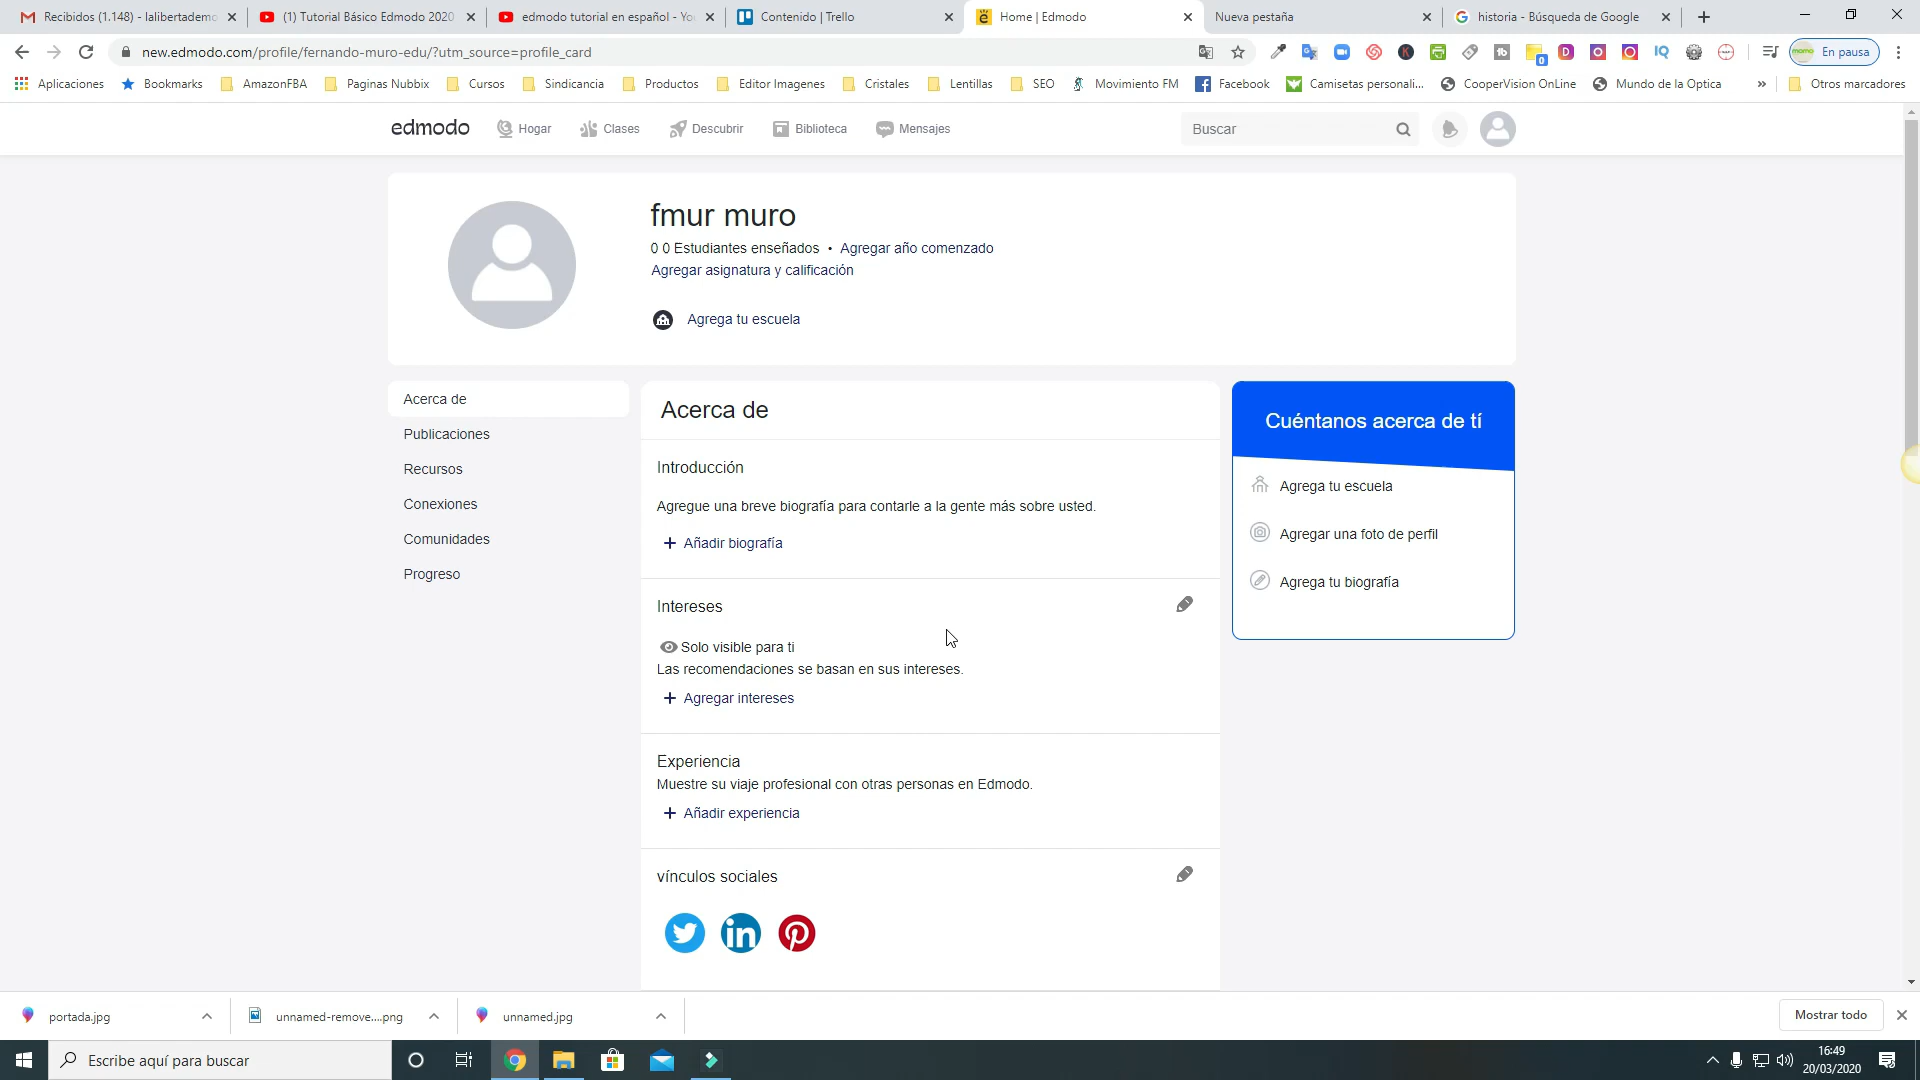 Recibidos (1.148) - lalibertademo
(1) Tutorial Básico Edmodo 2020
edmodo tutorial en español - Yo
Contenido | Trello
Home | Edmodo
Nueva pestaña
historia - Búsqueda de Google
new.edmodo.com/profile/fernando-muro-edu/?utm_source=profile_card
En pausa
Aplicaciones
Bookmarks
AmazonFBA
Paginas Nubbix
Cursos
Sindicancia
Productos
Editor Imagenes
Cristales
Lentillas
SEO
Movimiento FM
Facebook
Camisetas personali...
CooperVision OnLine
Mundo de la Optica
»
Otros marcadores
edmodo
Hogar
Clases
Descubrir
Biblioteca
Mensajes
Buscar
fmur muro
0 0 Estudiantes enseñados • Agregar año comenzado
Agregar asignatura y calificación
Agrega tu escuela
Acerca de
Publicaciones
Recursos
Conexiones
Comunidades
Progreso
Acerca de
Introducción
Agregue una breve biografía para contarle a la gente más sobre usted.
+ Añadir biografía
Intereses
Solo visible para ti
Las recomendaciones se basan en sus intereses.
+ Agregar intereses
Experiencia
Muestre su viaje profesional con otras personas en Edmodo.
+ Añadir experiencia
vínculos sociales
Cuéntanos acerca de tí
Agrega tu escuela
Agregar una foto de perfil
Agrega tu biografía
portada.jpg
unnamed-remove....png
unnamed.jpg
Mostrar todo
Escribe aquí para buscar
16:49
20/03/2020